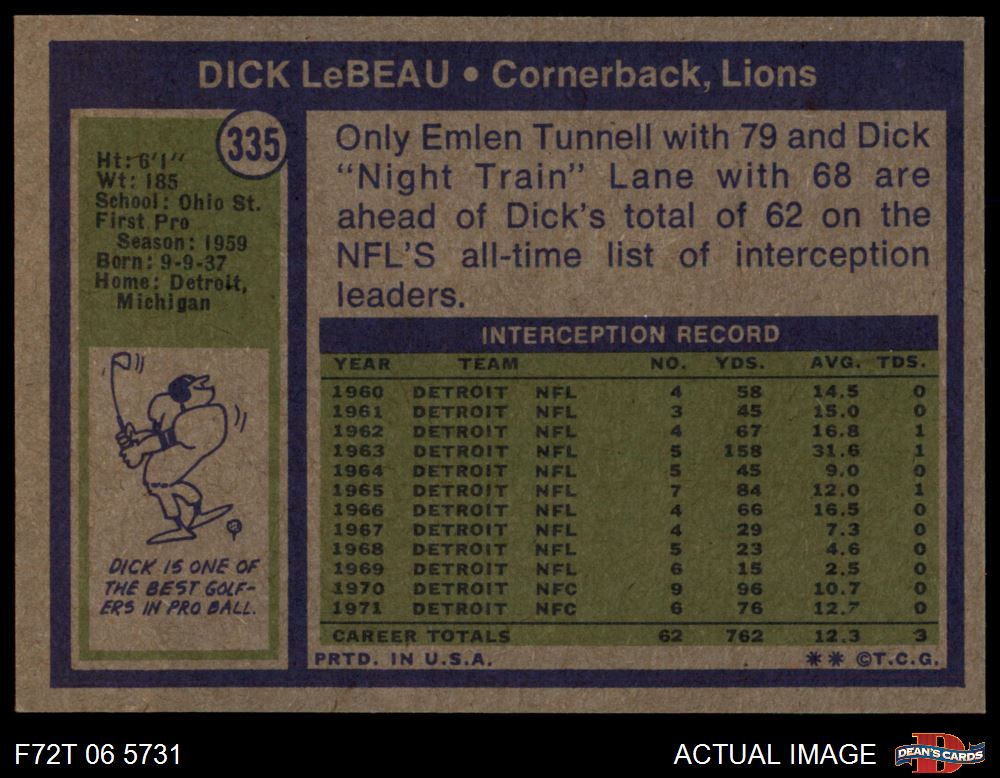 DICK LeBEAU • Cornerback, Lions
335
Ht: 6'1''
Wt: 185
School: Ohio St.
First Pro
Season: 1959
Born: 9-9-37
Home: Detroit,
Michigan
DICK IS ONE OF
THE BEST GOLF-
ERS IN PRO BALL.
Only Emlen Tunnell with 79 and Dick
“Night Train” Lane with 68 are
ahead of Dick's total of 62 on the
NFL'S all-time list of interception
leaders.
INTERCEPTION RECORD
YEAR TEAM NO. YDS. AVG. TDS.
1960 DETROIT NFL 4 58 14.5 0
1961 DETROIT NFL 3 45 15.0 0
1962 DETROIT NFL 4 67 16.8 1
1963 DETROIT NFL 5 158 31.6 1
1964 DETROIT NFL 5 45 9.0 0
1965 DETROIT NFL 7 84 12.0 1
1966 DETROIT NFL 4 66 16.5 0
1967 DETROIT NFL 4 29 7.3 0
1968 DETROIT NFL 5 23 4.6 0
1969 DETROIT NFL 6 15 2.5 0
1970 DETROIT NFC 9 96 10.7 0
1971 DETROIT NFC 6 76 12.7 0
CAREER TOTALS 62 762 12.3 3
PRTD. IN U.S.A. ** ©T.C.G.
F72T 06 5731 ACTUAL IMAGE DEAN'S CARDS